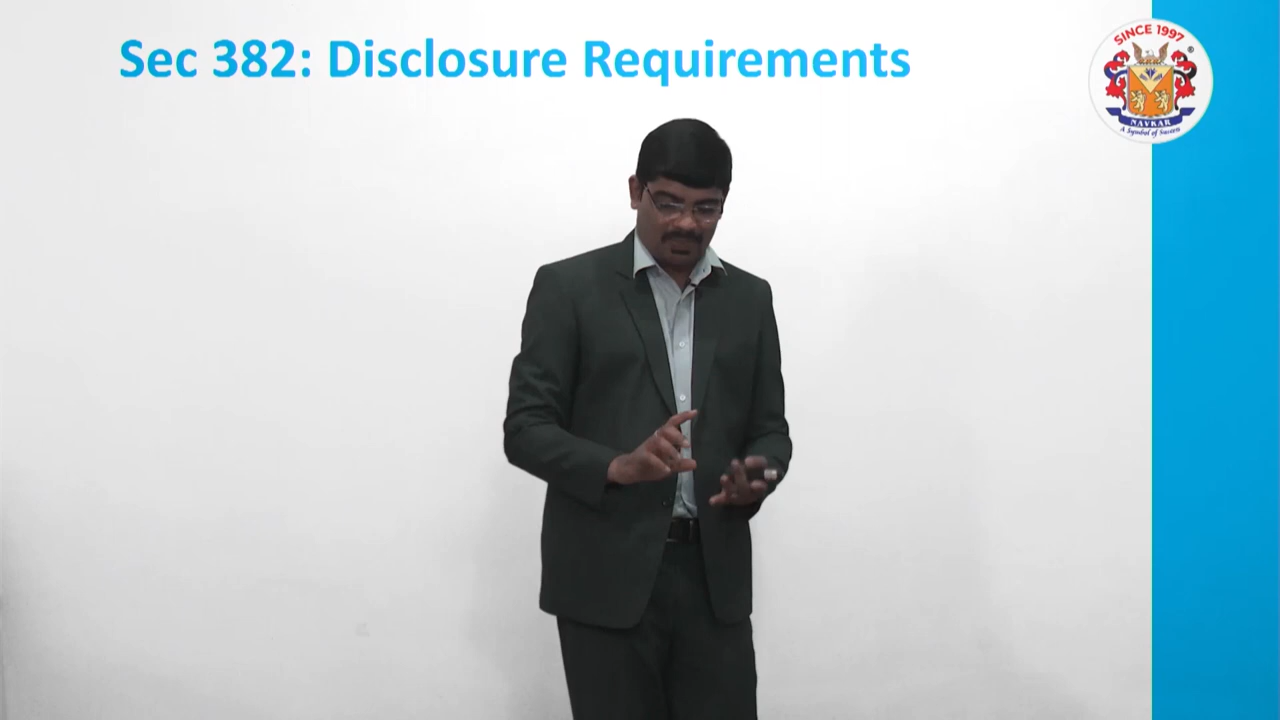 Sec 382: Disclosure Requirements
SINCE 1997
®
NAVKAR
A Symbol of Success